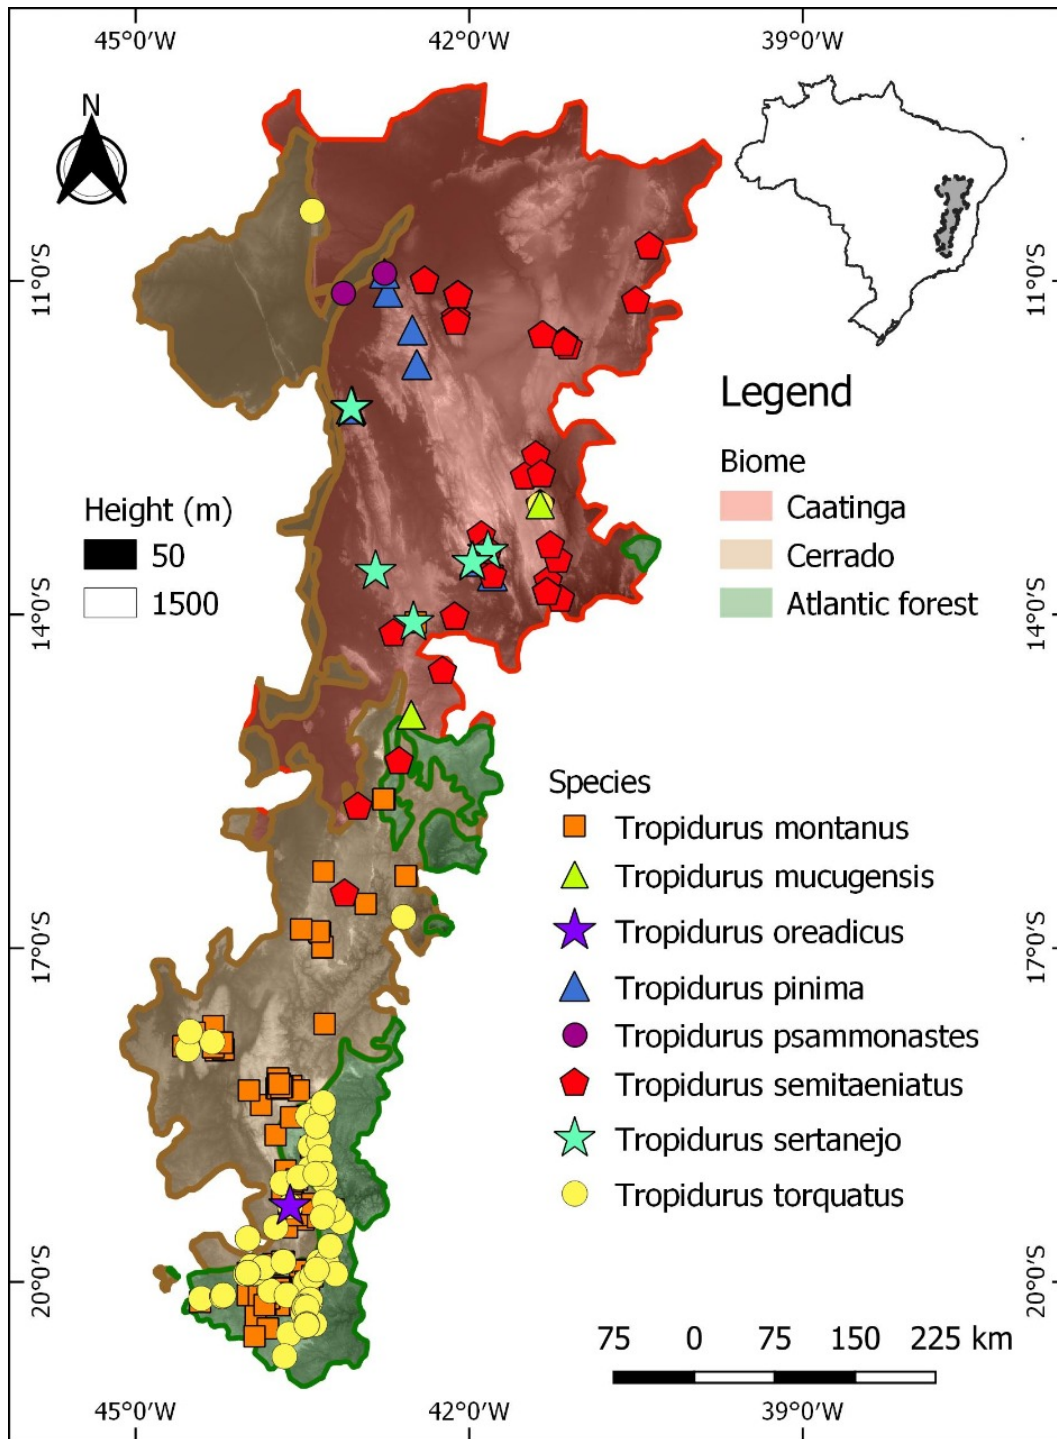 45°0′W 42°0′W 39°0′W
N
11°0′S 11°0′S
Legend
Biome
Height (m)
Caatinga
50
Cerrado
1500
Atlantic forest
14°0′S 14°0′S
Species
Tropidurus montanus
Tropidurus mucugensis
Tropidurus oreadicus
17°0′S 17°0′S
Tropidurus pinima
Tropidurus psammonastes
Tropidurus semitaeniatus
Tropidurus sertanejo
Tropidurus torquatus
20°0′S 20°0′S
75 0 75 150 225 km
45°0′W 42°0′W 39°0′W